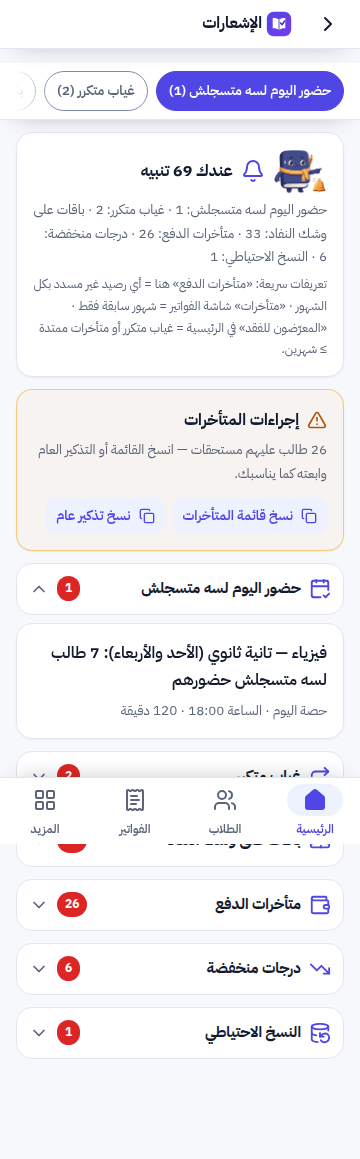 الإشعارات
حضور اليوم لسه متسجلش (1)
غياب متكرر (2)
عندك 69 تنبيه
حضور اليوم لسه متسجلش: 1 · غياب متكرر: 2 · باقات على
وشك النفاد: 33 · متأخرات الدفع: 26 · درجات منخفضة:
6 · النسخ الاحتياطي: 1
تعريفات سريعة: «متأخرات الدفع» هنا = أي رصيد غير مسدد بكل
الشهور · «متأخرات» شاشة الفواتير = شهور سابقة فقط ·
«المعرّضون للفقد» في الرئيسية = غياب متكرر أو متأخرات ممتدة
≥ شهرين.
إجراءات المتأخرات
26 طالب عليهم مستحقات — انسخ القائمة أو التذكير العام
وابعته كما يناسبك.
نسخ قائمة المتأخرات
نسخ تذكير عام
حضور اليوم لسه متسجلش
1
فيزياء — تانية ثانوي (الأحد والأربعاء): 7 طالب
لسه متسجلش حضورهم
حصة اليوم · الساعة 18:00 · 120 دقيقة
غياب متكرر
2
الرئيسية
الطلاب
الفواتير
المزيد
متأخرات الدفع
26
درجات منخفضة
6
النسخ الاحتياطي
1